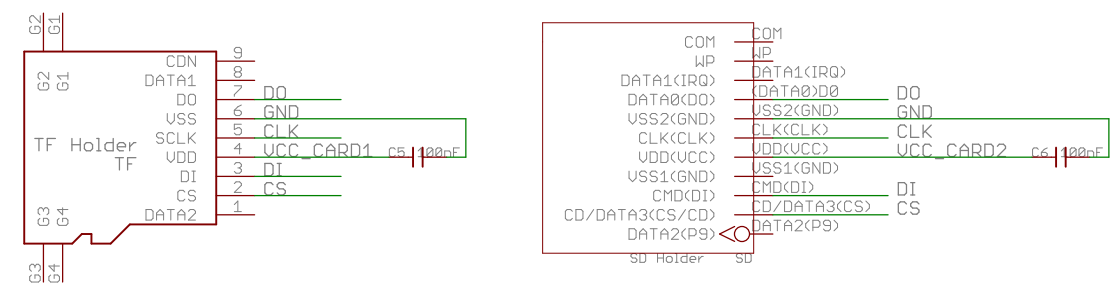 G2 G1
G2 G1
TF Holder
TF
G3 G4
G3 G4
CDN 9
DATA1 8
DO 7 DO
VSS 6 GND
SCLK 5 CLK
VDD 4 VCC_CARD1 C5 100nF
DI 3 DI
CS 2 CS
DATA2 1
COM COM
WP WP
DATA1(IRQ) DATA1(IRQ)
DATA0(DO) (DATA0)D0 DO
VSS2(GND) VSS2(GND) GND
CLK(CLK) CLK(CLK) CLK
VDD(VCC) VDD(VCC) VCC_CARD2 C6 100nF
VSS1(GND) VSS1(GND)
CMD(DI) CMD(DI) DI
CD/DATA3(CS/CD) CD/DATA3(CS) CS
DATA2(P9) DATA2(P9)
SD Holder SD